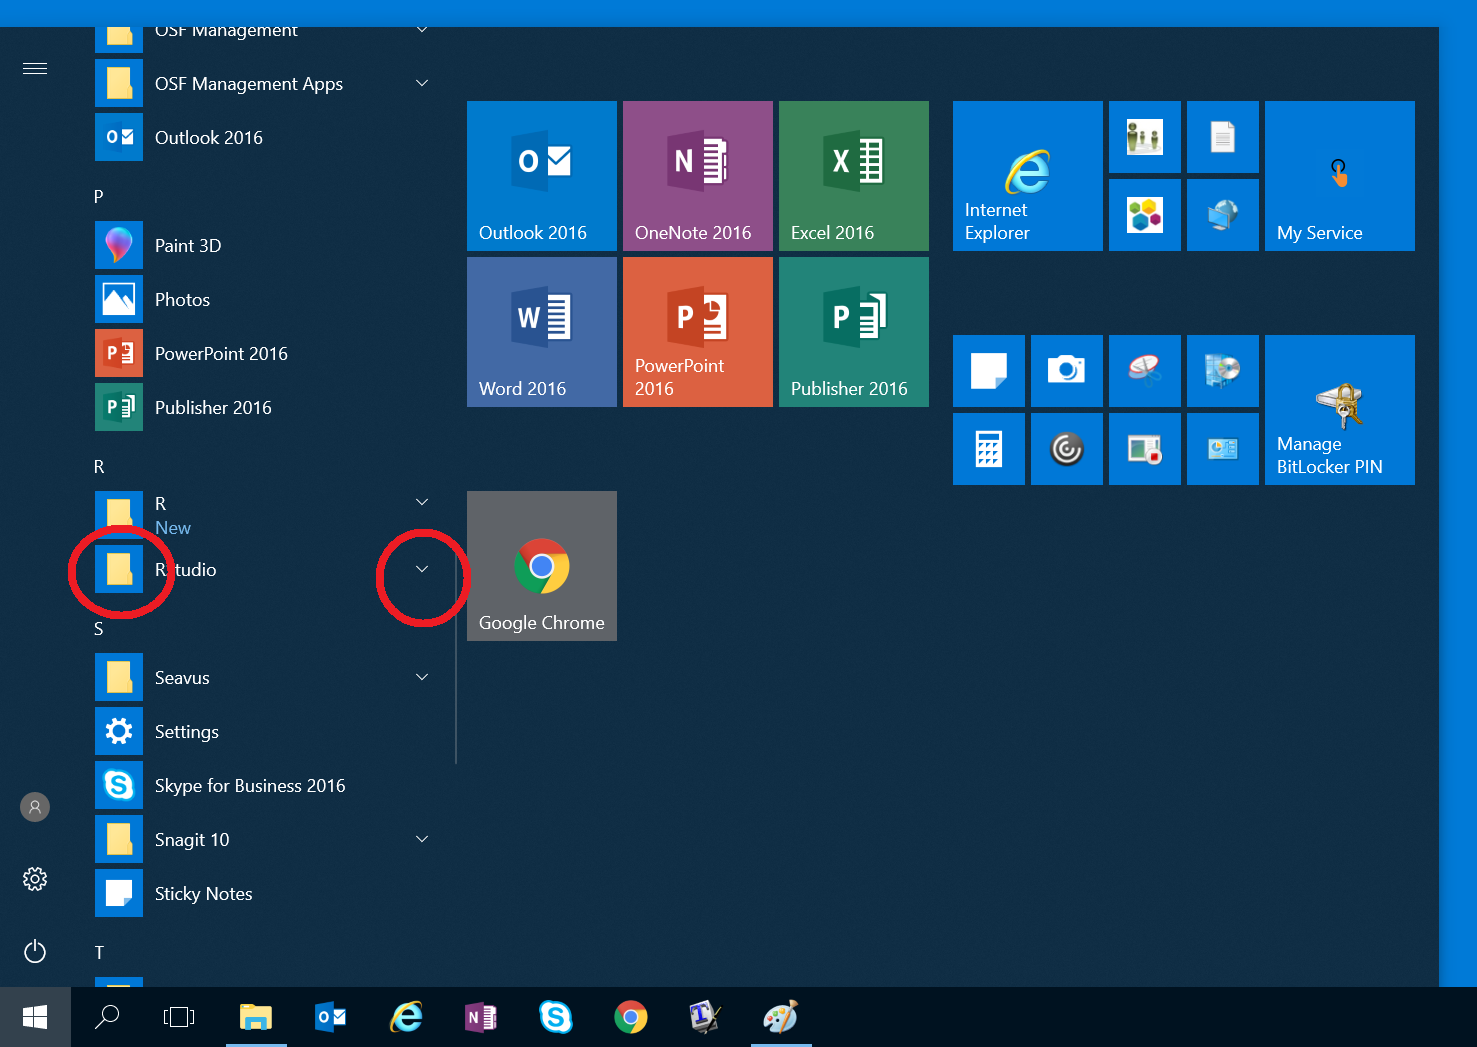 OSF Management
OSF Management Apps
Outlook 2016
P
Paint 3D
Photos
PowerPoint 2016
Publisher 2016
R
R
New
RStudio
S
Seavus
Settings
Skype for Business 2016
Snagit 10
Sticky Notes
T
Outlook 2016
OneNote 2016
Excel 2016
Word 2016
PowerPoint
2016
Publisher 2016
Google Chrome
Internet
Explorer
My Service
Manage
BitLocker PIN